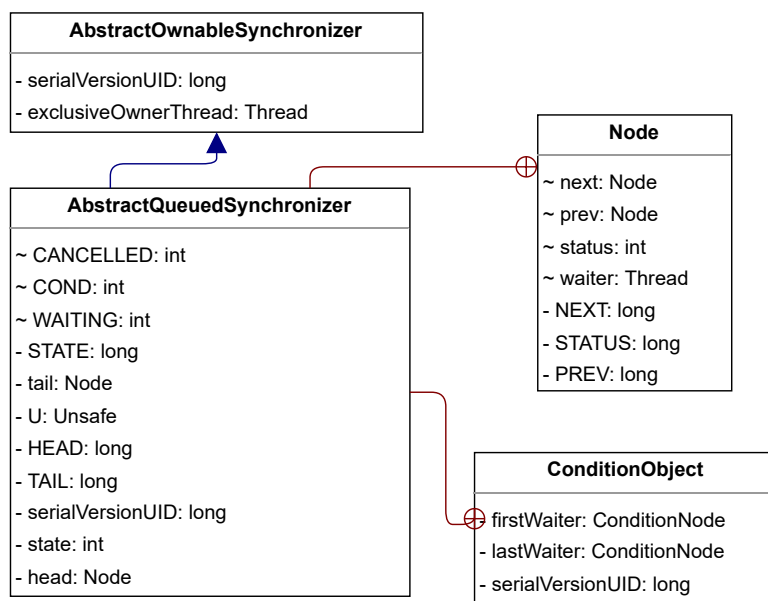 AbstractOwnableSynchronizer
- serialVersionUID: long
- exclusiveOwnerThread: Thread
Node
~ next: Node
~ prev: Node
~ status: int
~ waiter: Thread
- NEXT: long
- STATUS: long
- PREV: long
AbstractQueuedSynchronizer
~ CANCELLED: int
~ COND: int
~ WAITING: int
- STATE: long
- tail: Node
- U: Unsafe
- HEAD: long
- TAIL: long
- serialVersionUID: long
- state: int
- head: Node
ConditionObject
- firstWaiter: ConditionNode
- lastWaiter: ConditionNode
- serialVersionUID: long